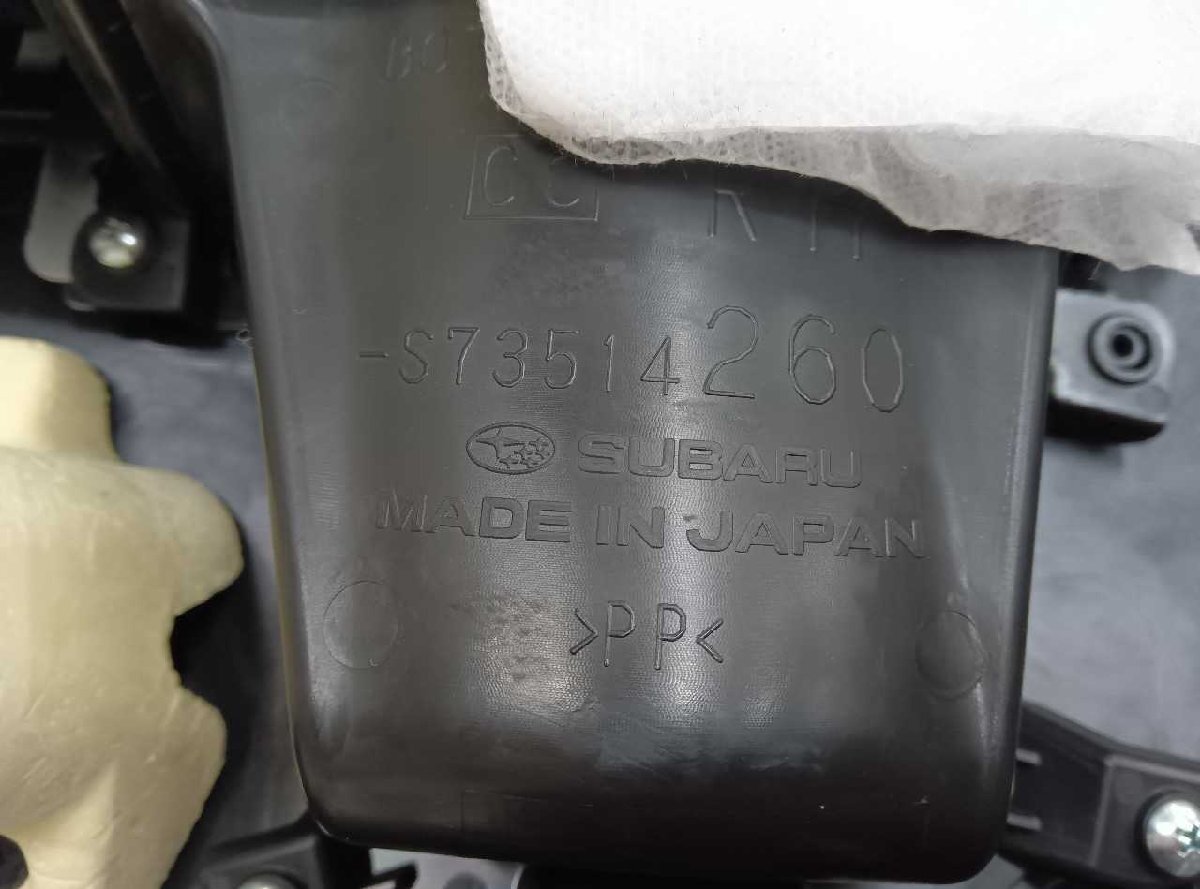 -S73514260
SUBARU
MADE IN JAPAN
>PP<